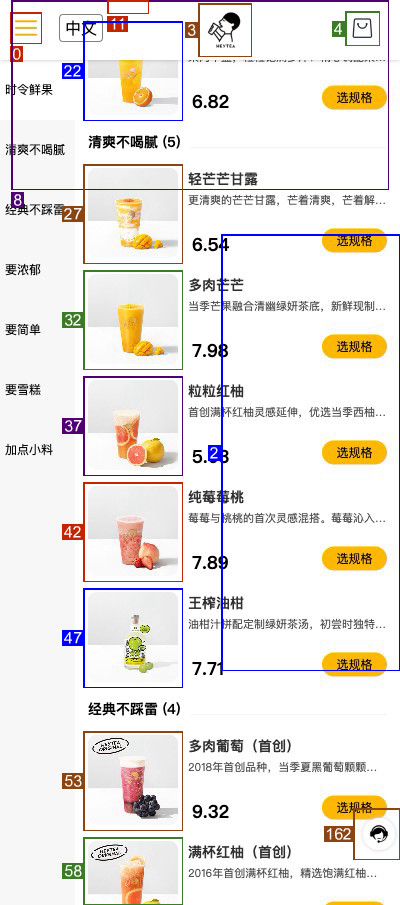 0
中文
11
3
HEYTEA
4
时令鲜果
清爽不喝腻
经典不踩雷
要浓郁
要简单
要雪糕
加点小料
8
22
6.82
选规格
清爽不喝腻 (5)
27
轻芒芒甘露
更清爽的芒芒甘露，芒着清爽，芒着解...
6.54
选规格
32
多肉芒芒
当季芒果融合清幽绿妍茶底，新鲜现制...
7.98
选规格
37
粒粒红柚
首创满杯红柚灵感延伸，优选当季西柚...
2
选规格
42
纯莓莓桃
莓莓与桃桃的首次灵感混搭。莓莓沁入...
7.89
选规格
47
王榨油柑
油柑汁拼配定制绿妍茶汤，初尝时独特...
7.71
选规格
经典不踩雷 (4)
53
HEYTEA
ORIGINAL
多肉葡萄（首创）
2018年首创品种，当季夏黑葡萄颗颗...
9.32
选规格
162
58
HEYTEA
ORIGINAL
满杯红柚（首创）
2016年首创满杯红柚，精选饱满红柚...